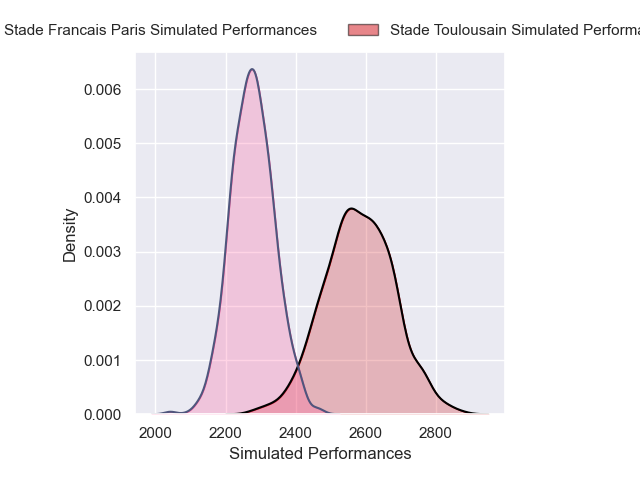 Stade Francais Paris Simulated Performances
Stade Toulousain Simulated
0.006
0.005
0.004
0.003
0.002
0.001
0.000
Density
2000 2200 2400 2600 2800
Simulated Performances